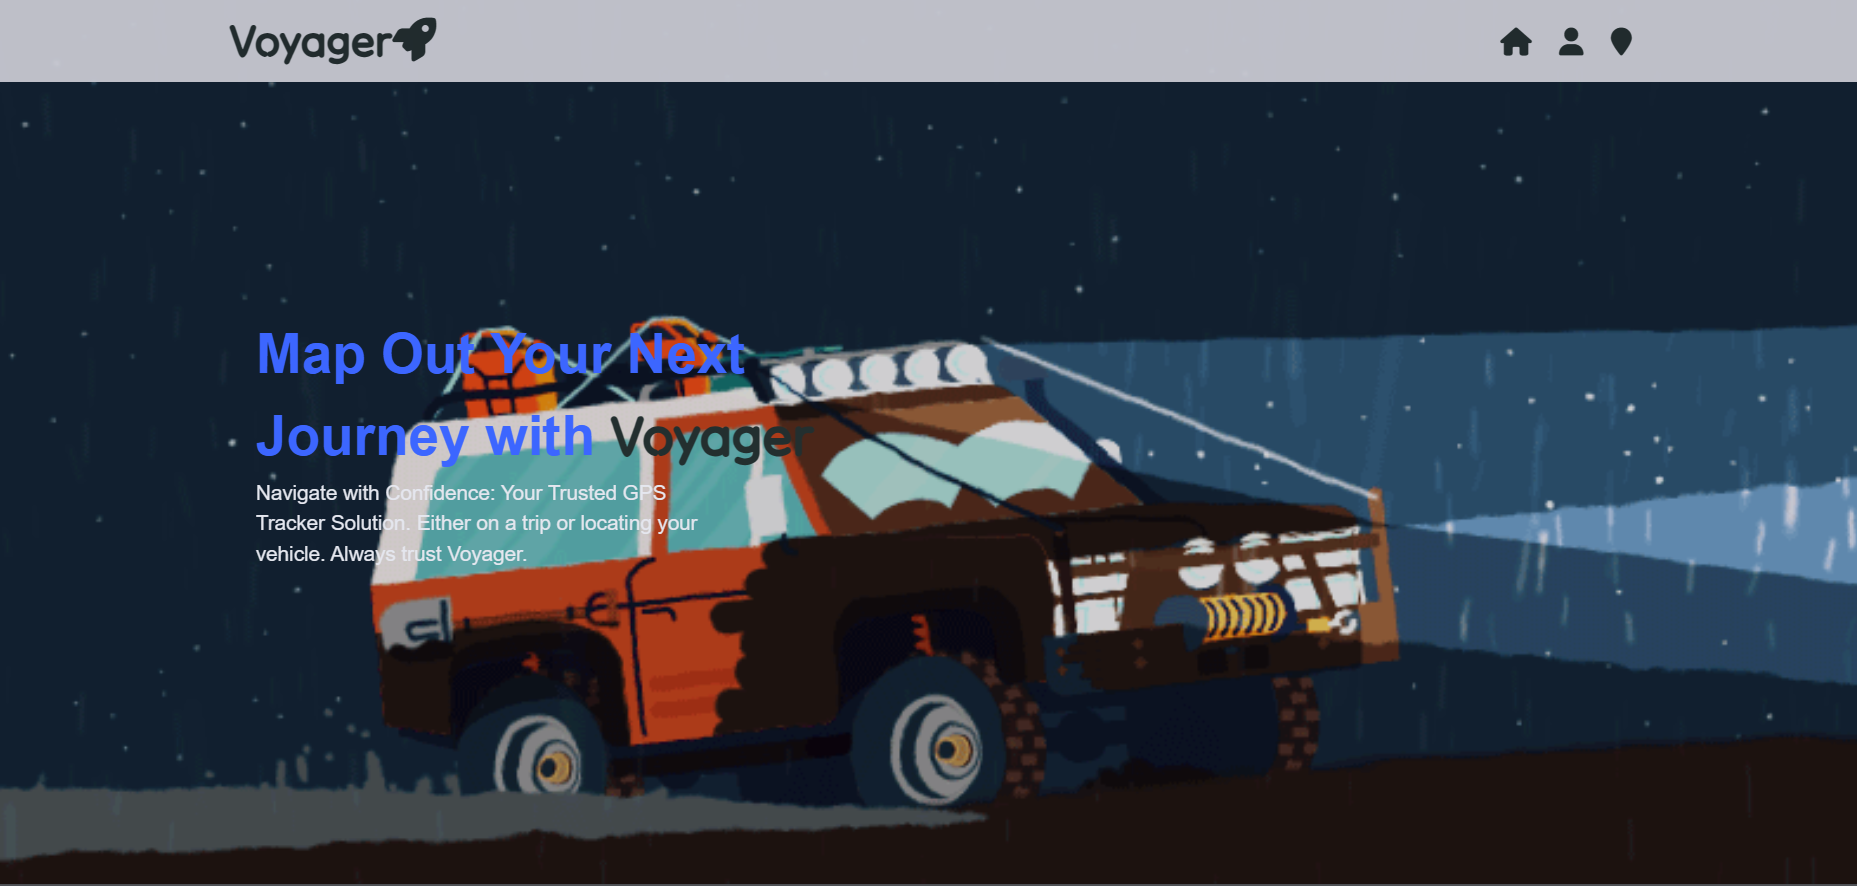 Voyager
Map Out Your Next
Journey with Voyager
Navigate with Confidence: Your Trusted GPS
Tracker Solution. Either on a trip or locating your
vehicle. Always trust Voyager.